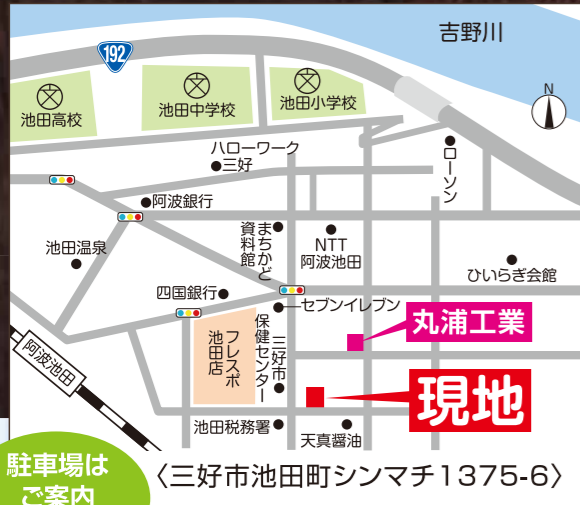 吉野川
192
N
池田高校
池田中学校
池田小学校
ハローワーク
三好
ローソン
阿波銀行
まちかど
資料館
NTT
阿波池田
池田温泉
ひいらぎ会館
四国銀行
セブンイレブン
丸浦工業
フレスポ
池田店
三好市
保健センター
阿波池田
現地
池田税務署
天真醤油
駐車場は
ご案内
〈三好市池田町シンマチ1375-6〉